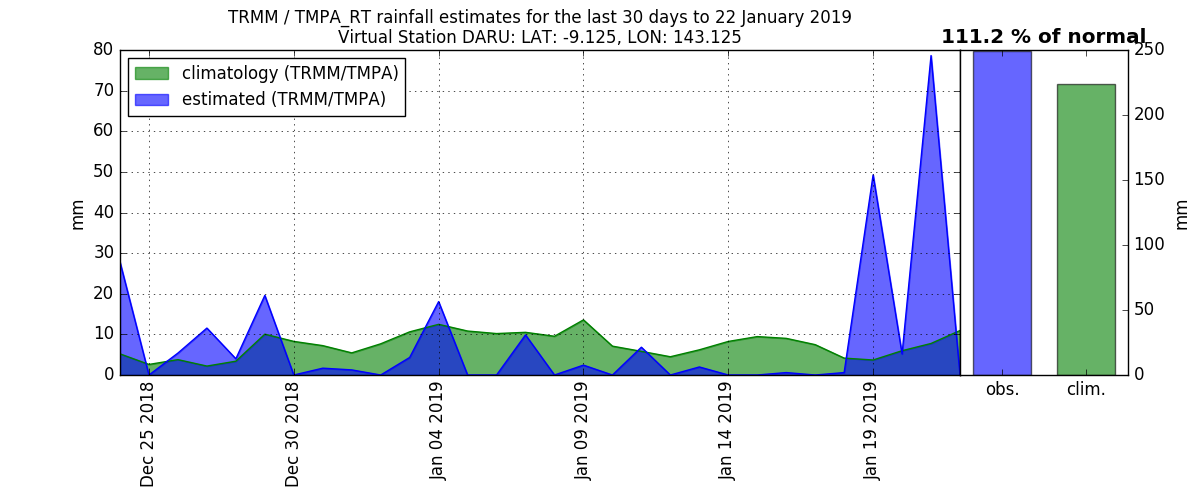 TRMM / TMPA_RT rainfall estimates for the last 30 days to 22 January 2019
Virtual Station DARU: LAT: -9.125, LON: 143.125
111.2 % of normal
climatology (TRMM/TMPA)
estimated (TRMM/TMPA)
80
70
60
50
40
30
20
10
0
mm
Dec 25 2018
Dec 30 2018
Jan 04 2019
Jan 09 2019
Jan 14 2019
Jan 19 2019
obs.
clim.
250
200
150
100
50
0
mm